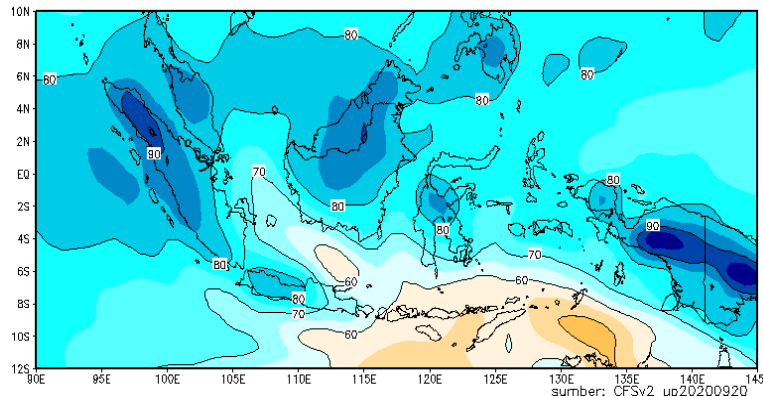 10N
80
80
8N
6N
80
80
4N
2N
90
70
80
EQ
2S
80
80
90
4S
70
6S
80
60
60
8S
80
70
10S
60
12S
90E
95E
100E
105E
110E
115E
120E
125E
130E
135E
140E
145
sumber: CFSv2 up20200920